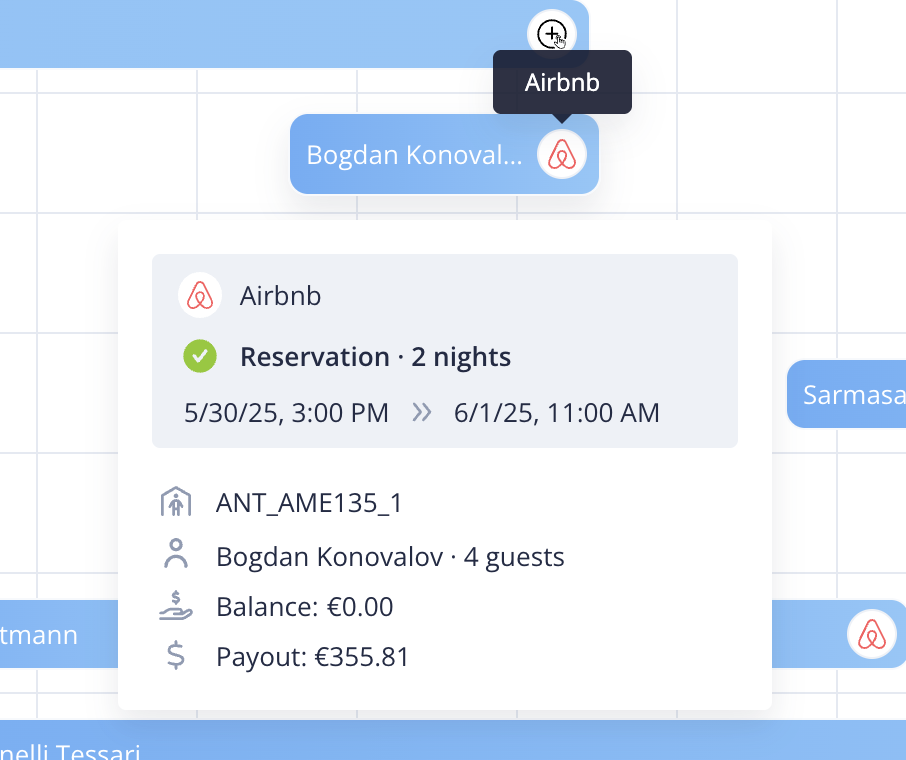 Airbnb
Bogdan Konoval...
Airbnb
Reservation · 2 nights
5/30/25, 3:00 PM » 6/1/25, 11:00 AM
Sarmasa
ANT_AME135_1
Bogdan Konovalov · 4 guests
Balance: €0.00
tmann
Payout: €355.81
nelli Tessari